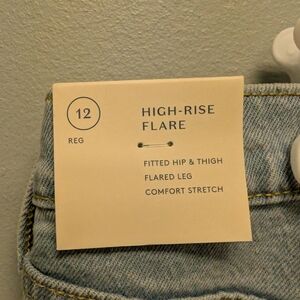 12
REG
HIGH-RISE
FLARE
FITTED HIP & THIGH
FLARED LEG
COMFORT STRETCH